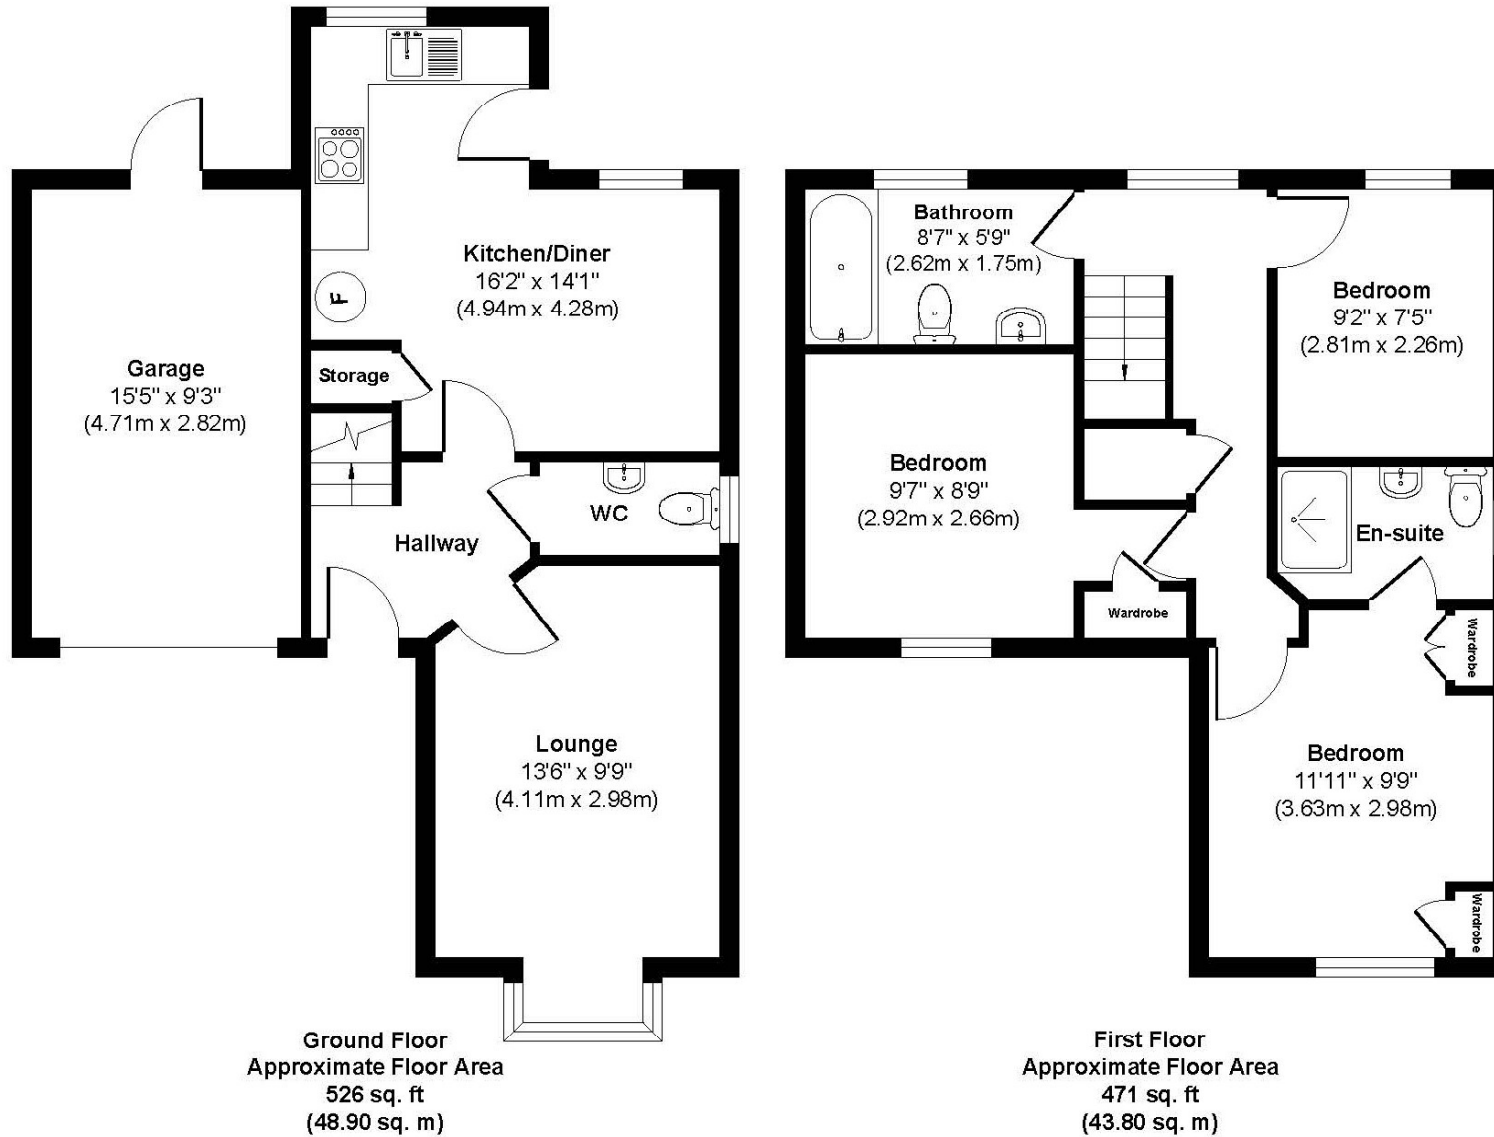 Kitchen/Diner
16'2" x 14'1"
(4.94m x 4.28m)
F
Garage
15'5" x 9'3"
(4.71m x 2.82m)
Storage
WC
Hallway
Lounge
13'6" x 9'9"
(4.11m x 2.98m)
Ground Floor
Approximate Floor Area
526 sq. ft
(48.90 sq. m)
Bathroom
8'7" x 5'9"
(2.62m x 1.75m)
Bedroom
9'2" x 7'5"
(2.81m x 2.26m)
Bedroom
9'7" x 8'9"
(2.92m x 2.66m)
En-suite
Wardrobe
Wardrobe
Bedroom
11'11" x 9'9"
(3.63m x 2.98m)
Wardrobe
First Floor
Approximate Floor Area
471 sq. ft
(43.80 sq. m)